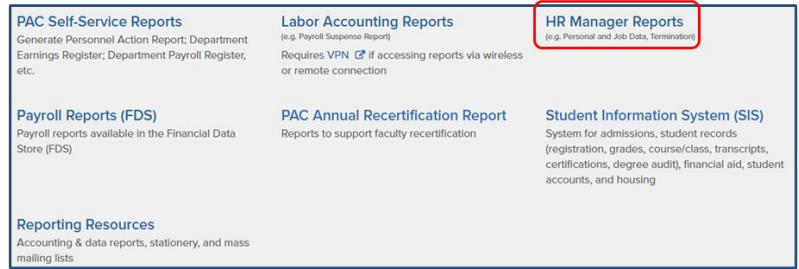 PAC Self-Service Reports
Generate Personnel Action Report; Department
Earnings Register; Department Payroll Register,
etc.
Labor Accounting Reports
(e.g. Payroll Suspense Report)
Requires VPN if accessing reports via wireless
or remote connection
HR Manager Reports
(e.g. Personal and Job Data, Termination)
Payroll Reports (FDS)
Payroll reports available in the Financial Data
Store (FDS)
PAC Annual Recertification Report
Reports to support faculty recertification
Student Information System (SIS)
System for admissions, student records
(registration, grades, course/class, transcripts,
certifications, degree audit), financial aid, student
accounts, and housing
Reporting Resources
Accounting & data reports, stationery, and mass
mailing lists